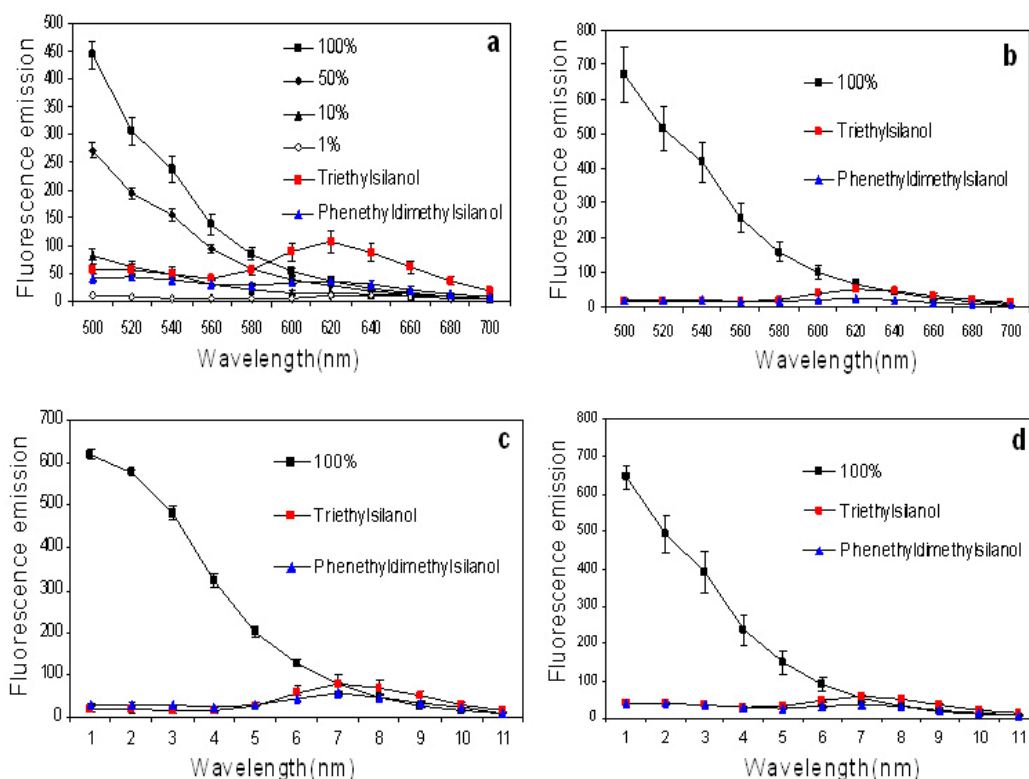 a
100%
50%
10%
1%
Triethylsilanol
Phenethyldimethylsilanol
Fluorescence emission
500
450
400
350
300
250
200
150
100
50
0
500 520 540 560 580 600 620 640 660 680 700
Wavelength(nm)
b
100%
Triethylsilanol
Phenethyldimethylsilanol
Fluorescence emission
800
700
600
500
400
300
200
100
0
500 520 540 560 580 600 620 640 660 680 700
Wavelength(nm)
c
100%
Triethylsilanol
Phenethyldimethylsilanol
Fluorescence emission
700
600
500
400
300
200
100
0
1 2 3 4 5 6 7 8 9 10 11
Wavelength(nm)
d
100%
Triethylsilanol
Phenethyldimethylsilanol
Fluorescence emission
800
700
600
500
400
300
200
100
0
1 2 3 4 5 6 7 8 9 10 11
Wavelength(nm)